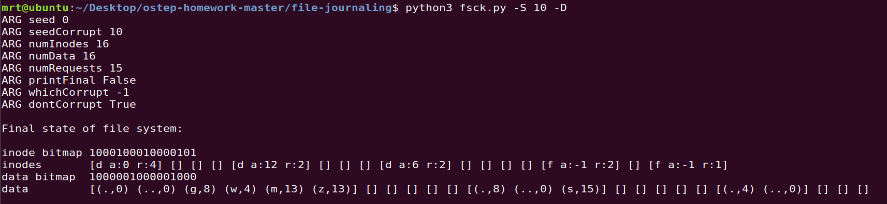 mrt@ubuntu:~/Desktop/ostep-homework-master/file-journaling$ python3 fsck.py -S 10 -D
ARG seed 0
ARG seedCorrupt 10
ARG numInodes 16
ARG numData 16
ARG numRequests 15
ARG printFinal False
ARG whichCorrupt -1
ARG dontCorrupt True
Final state of file system:
inode bitmap 1000100010000101
inodes [d a:0 r:4] [] [] [] [d a:12 r:2] [] [] [] [d a:6 r:2] [] [] [] [] [f a:-1 r:2] [] [f a:-1 r:1]
data bitmap 1000001000001000
data [(.,0) (..,0) (g,8) (w,4) (m,13) (z,13)] [] [] [] [] [] [(.,8) (..,0) (s,15)] [] [] [] [] [] [(.,4) (..,0)] [] [] []